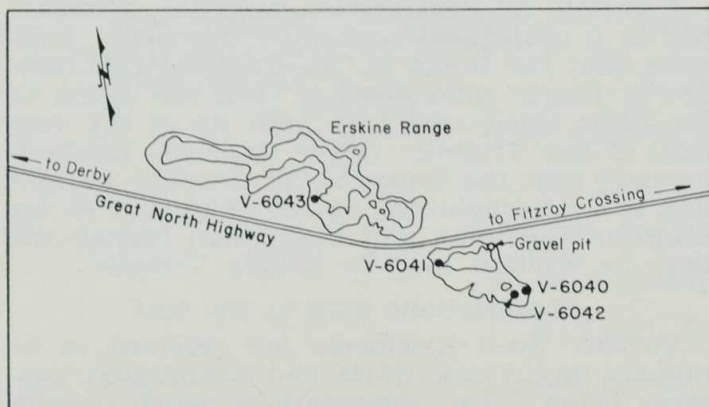 N
Erskine Range
to Derby
V-6043
Great North Highway
to Fitzroy Crossing
Gravel pit
V-6041
V-6040
V-6042